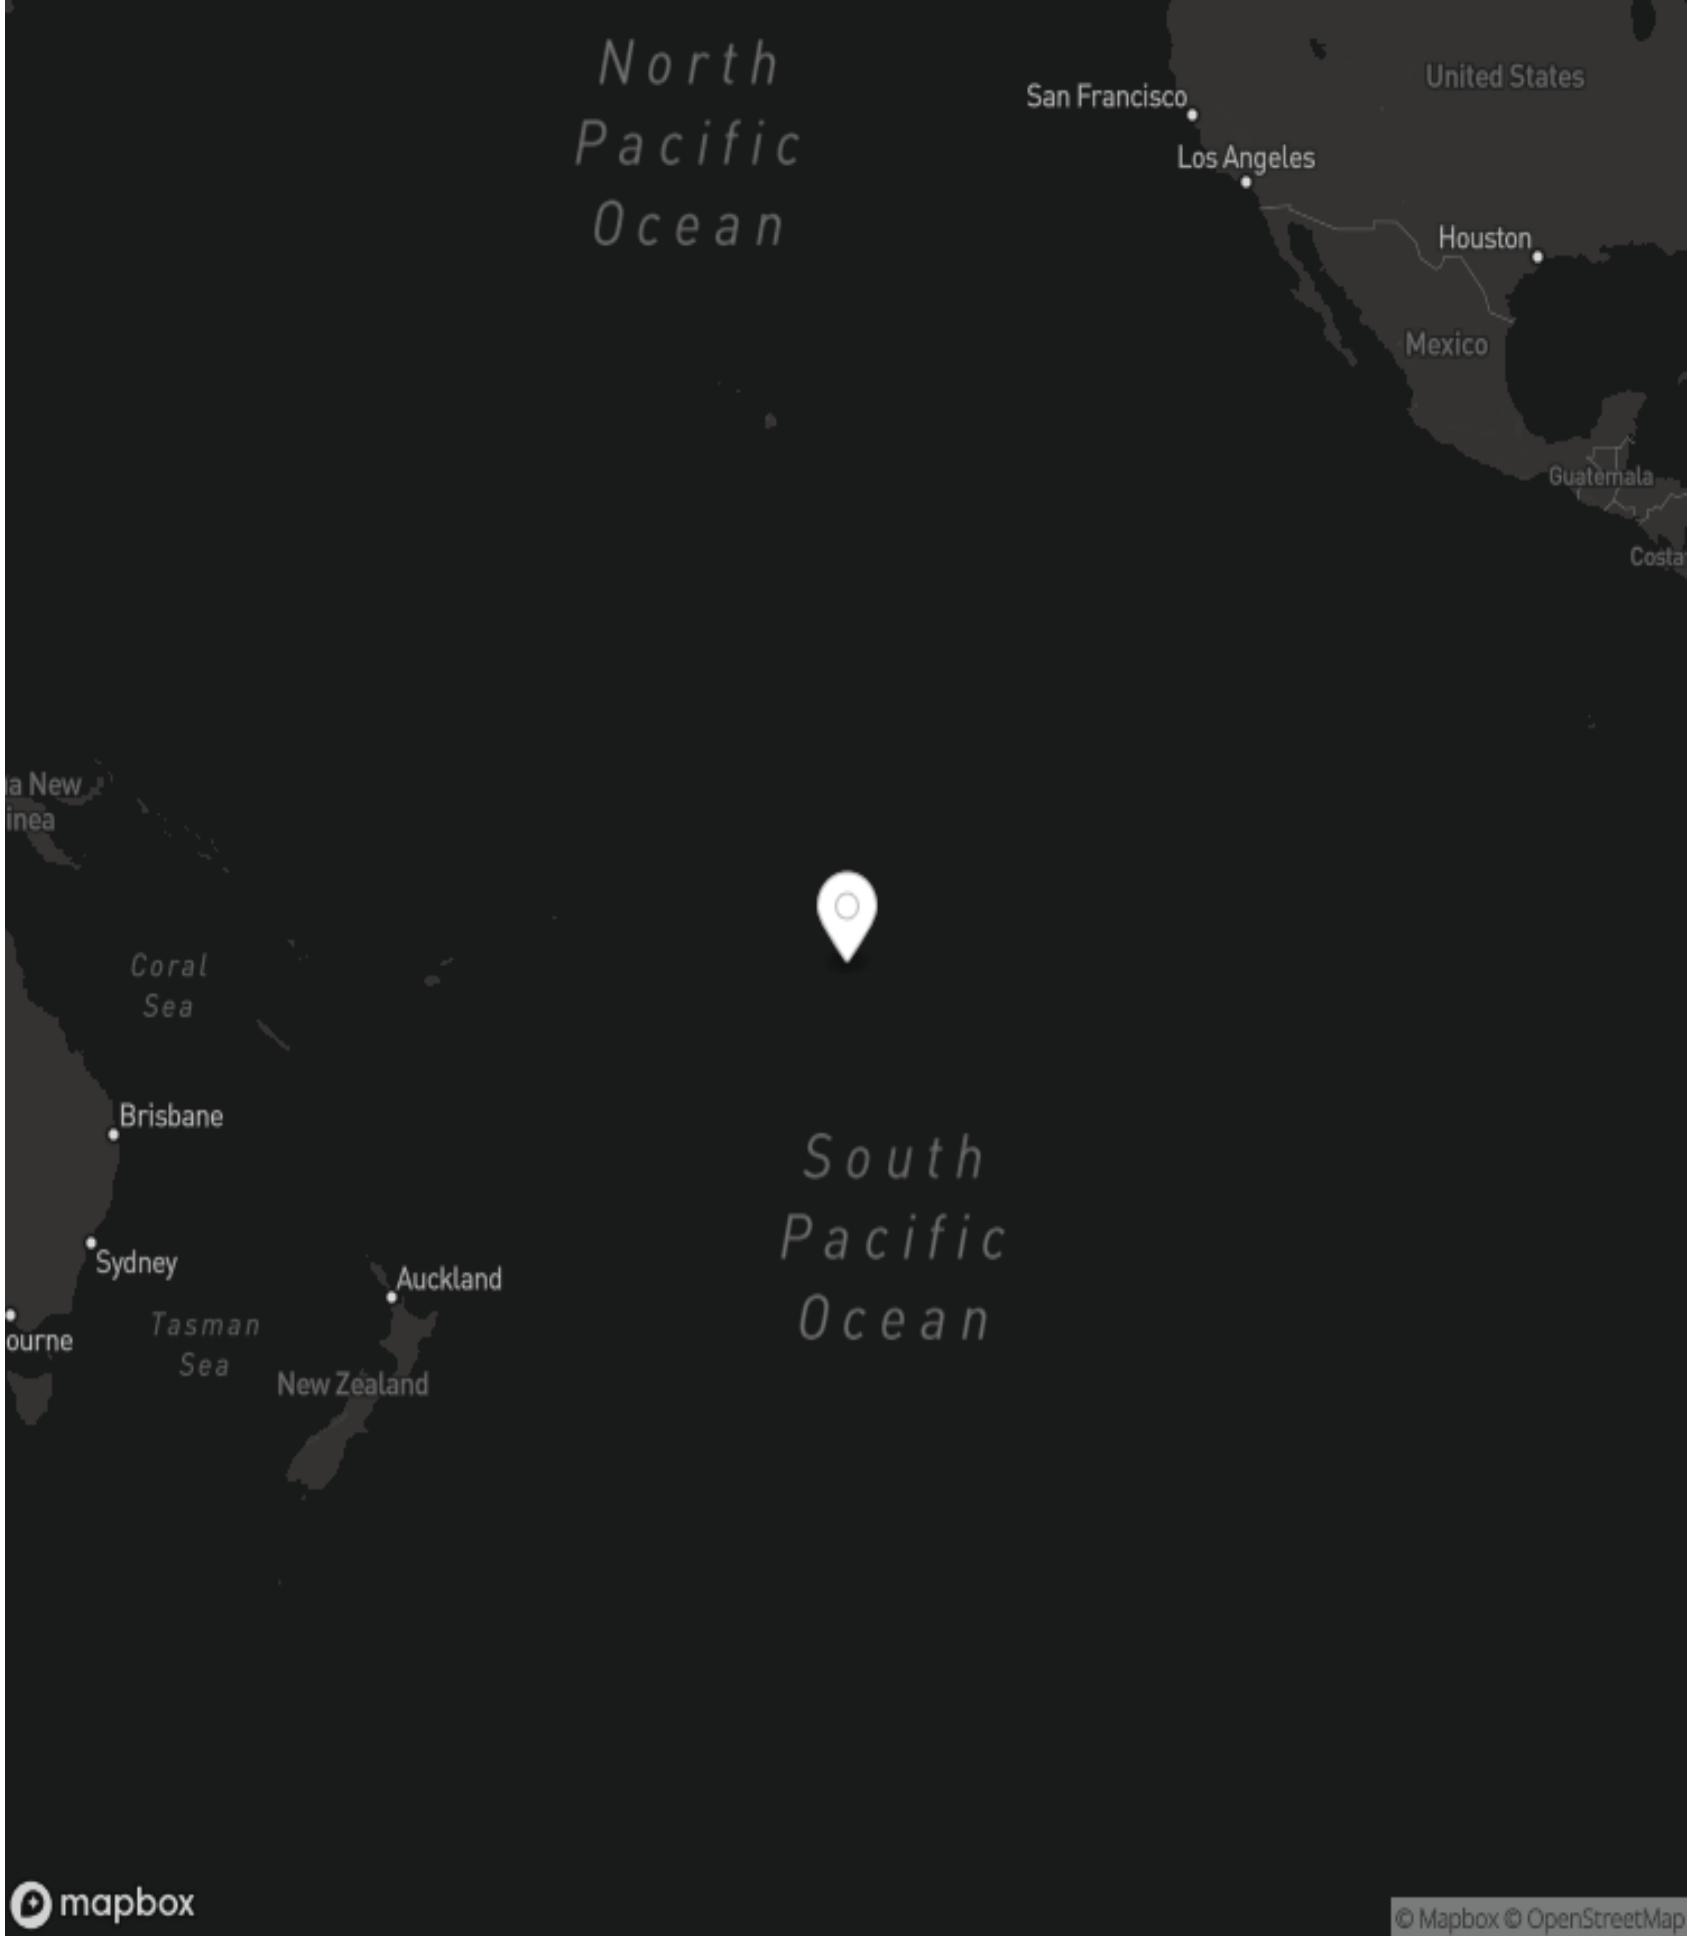 North
Pacific
Ocean
United States
San Francisco
Los Angeles
Houston
Mexico
Guatemala
Costa
a New
inea
Coral
Sea
Brisbane
South
Pacific
Ocean
Sydney
Auckland
ourne
Tasman
Sea
New Zealand
mapbox
© Mapbox © OpenStreetMap